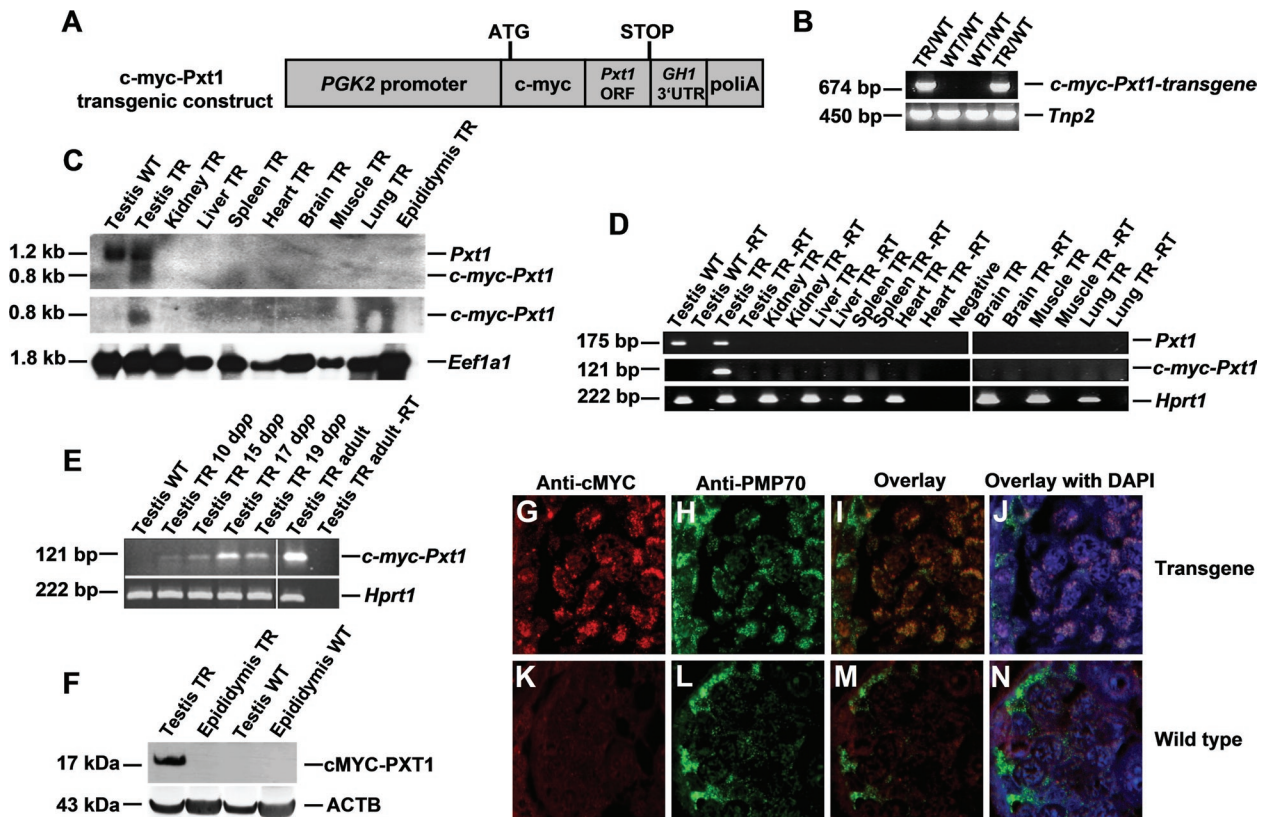 A
ATG
STOP
c-myc-Pxt1
transgenic construct
PGK2 promoter
c-myc
Pxt1
ORF
GH1
3'UTR
poliA
B
TR/WT
WT/WT
WT/WT
TR/WT
674 bp
c-myc-Pxt1-transgene
450 bp
Tnp2
C
Testis WT
Testis TR
Kidney TR
Liver TR
Spleen TR
Heart TR
Brain TR
Muscle TR
Lung TR
Epididymis TR
1.2 kb
Pxt1
0.8 kb
c-myc-Pxt1
0.8 kb
c-myc-Pxt1
1.8 kb
Eef1a1
D
Testis WT
Testis WT -RT
Testis TR
Testis TR -RT
Kidney TR
Kidney TR -RT
Liver TR
Liver TR -RT
Spleen TR
Spleen TR -RT
Heart TR
Heart TR -RT
Negative
Brain TR
Brain TR -RT
Muscle TR
Muscle TR -RT
Lung TR
Lung TR -RT
175 bp
Pxt1
121 bp
c-myc-Pxt1
222 bp
Hprt1
E
Testis WT
Testis TR 10 dpp
Testis TR 15 dpp
Testis TR 17 dpp
Testis TR 19 dpp
Testis TR adult
Testis TR adult -RT
121 bp
c-myc-Pxt1
222 bp
Hprt1
F
Testis TR
Epididymis TR
Testis WT
Epididymis WT
17 kDa
cMYC-PXT1
43 kDa
ACTB
Anti-cMYC
Anti-PMP70
Overlay
Overlay with DAPI
G
H
I
J
Transgene
K
L
M
N
Wild type